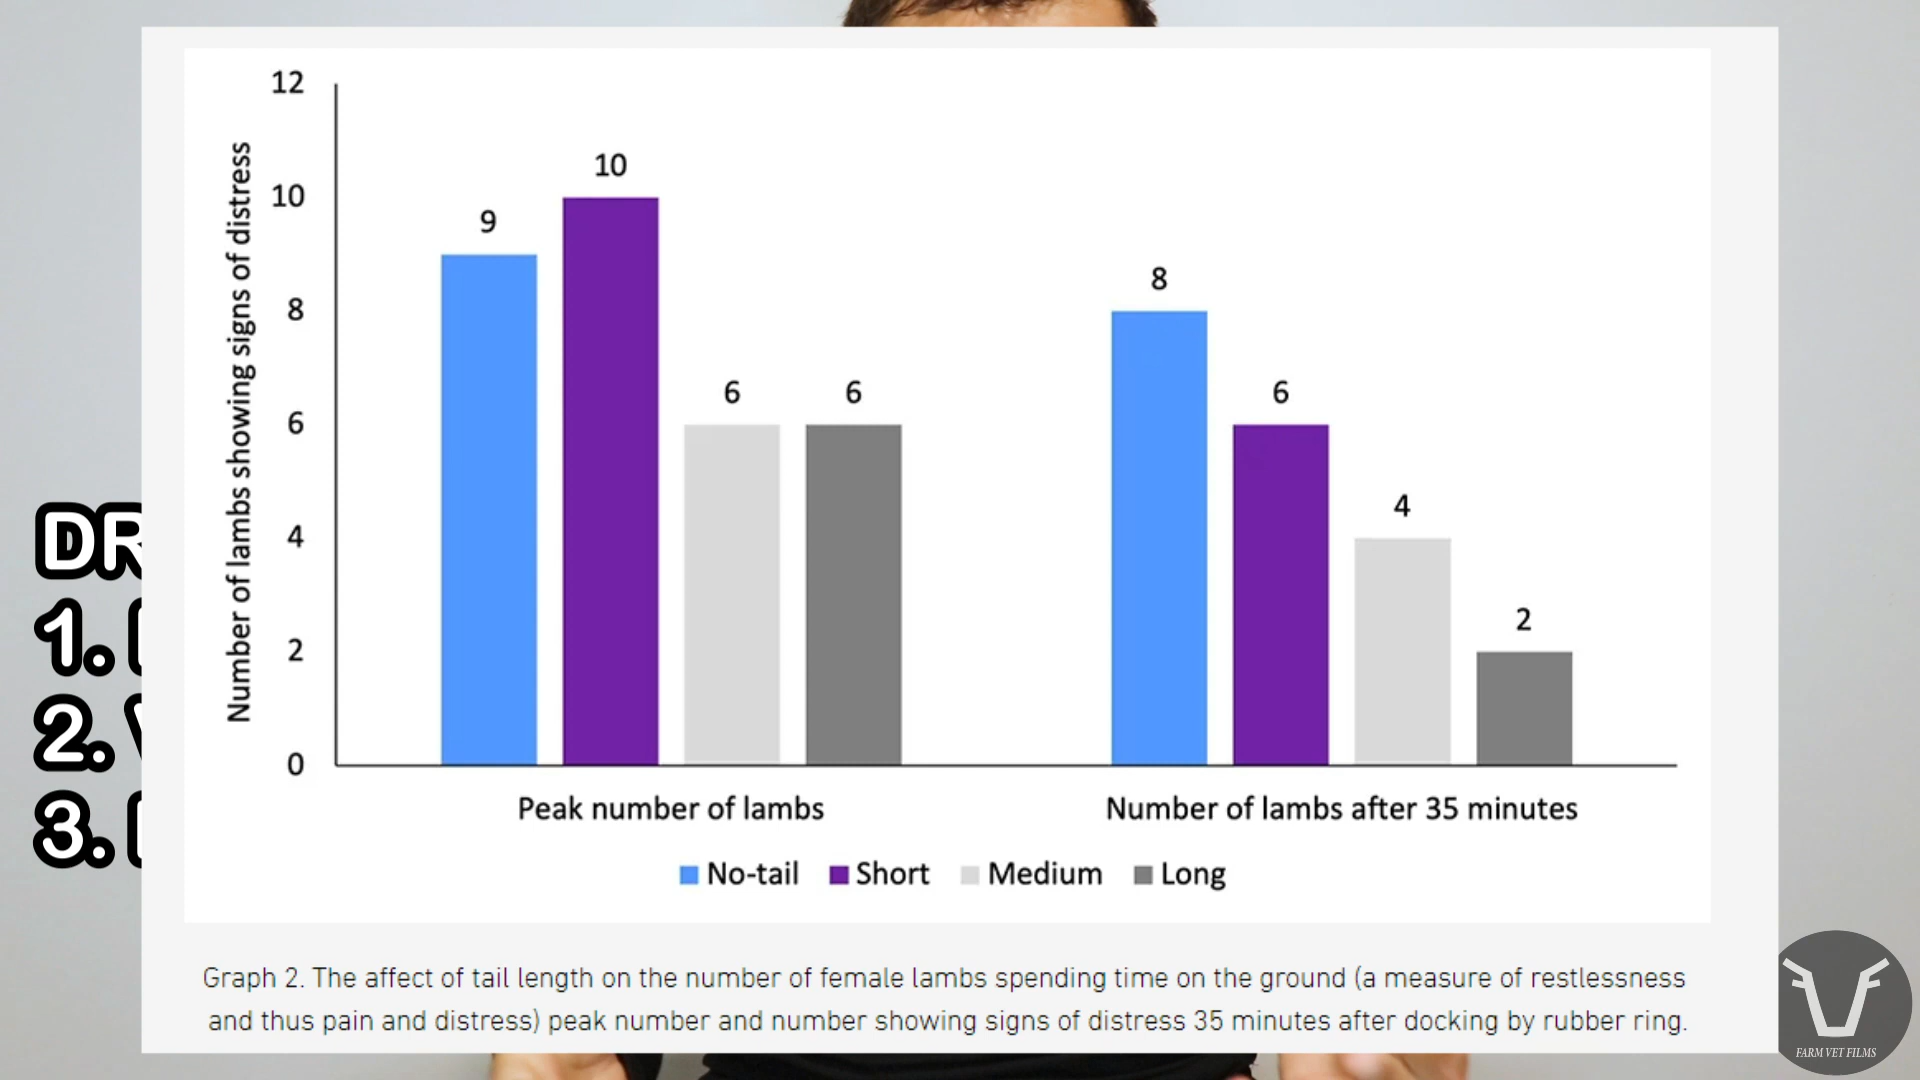 12
10
8
6
4
2
0
Number of lambs showing signs of distress
9
10
6
6
8
6
4
2
Peak number of lambs
Number of lambs after 35 minutes
No-tail Short Medium Long
Graph 2. The affect of tail length on the number of female lambs spending time on the ground (a measure of restlessness
and thus pain and distress) peak number and number showing signs of distress 35 minutes after docking by rubber ring.
1.
2.
3.
FARM VET FILMS